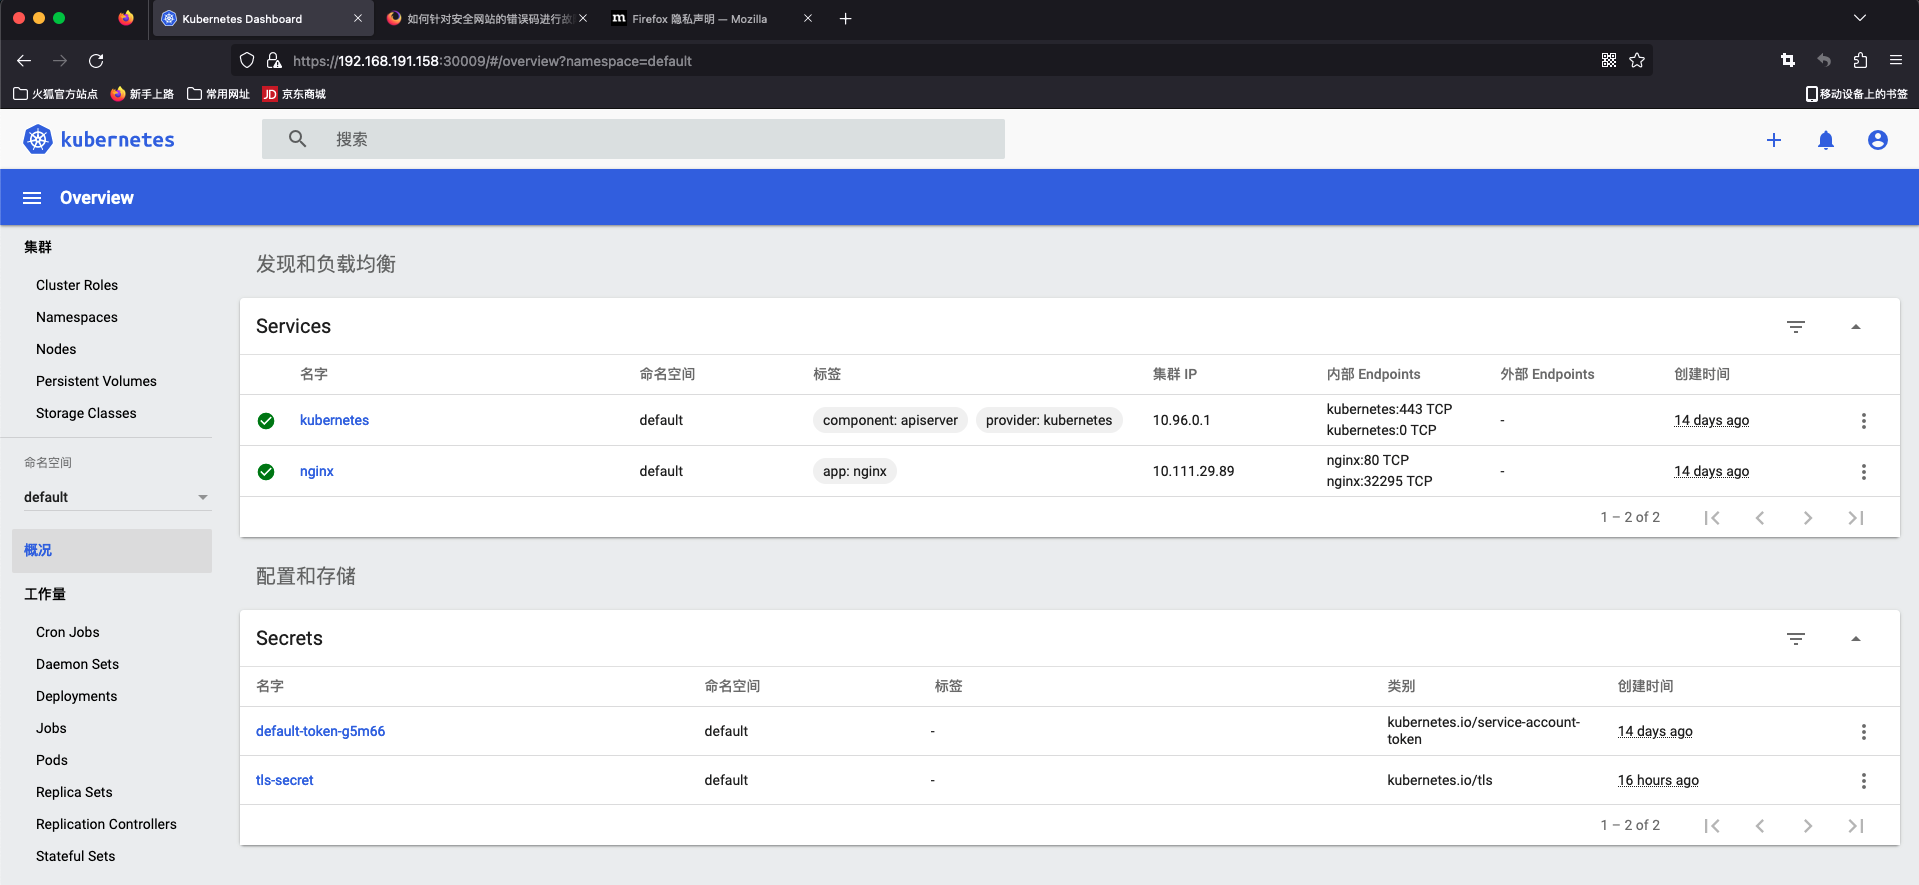 Kubernetes Dashboard
如何针对安全网站的错误码进行故
Firefox 隐私声明 — Mozilla
https://192.168.191.158:30009/#/overview?namespace=default
火狐官方站点
新手上路
常用网址
JD 京东商城
移动设备上的书签
kubernetes
搜索
Overview
集群
Cluster Roles
Namespaces
Nodes
Persistent Volumes
Storage Classes
命名空间
default
概况
工作量
Cron Jobs
Daemon Sets
Deployments
Jobs
Pods
Replica Sets
Replication Controllers
Stateful Sets
发现和负载均衡
Services
名字 命名空间 标签 集群 IP 内部 Endpoints 外部 Endpoints 创建时间
kubernetes default component: apiserver provider: kubernetes 10.96.0.1 kubernetes:443 TCP - 14 days ago
kubernetes:0 TCP
nginx default app: nginx 10.111.29.89 nginx:80 TCP - 14 days ago
nginx:32295 TCP
1 – 2 of 2
配置和存储
Secrets
名字 命名空间 标签 类别 创建时间
default-token-g5m66 default - kubernetes.io/service-account- 14 days ago
token
tls-secret default - kubernetes.io/tls 16 hours ago
1 – 2 of 2